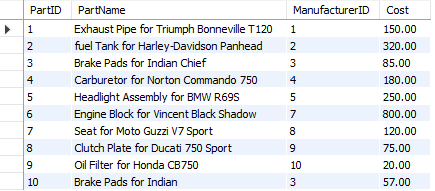 PartID PartName ManufacturerID Cost
1 Exhaust Pipe for Triumph Bonneville T120 1 150.00
2 fuel Tank for Harley-Davidson Panhead 2 320.00
3 Brake Pads for Indian Chief 3 85.00
4 Carburetor for Norton Commando 750 4 180.00
5 Headlight Assembly for BMW R69S 5 250.00
6 Engine Block for Vincent Black Shadow 7 800.00
7 Seat for Moto Guzzi V7 Sport 8 120.00
8 Clutch Plate for Ducati 750 Sport 9 75.00
9 Oil Filter for Honda CB750 10 20.00
10 Brake Pads for Indian 3 57.00